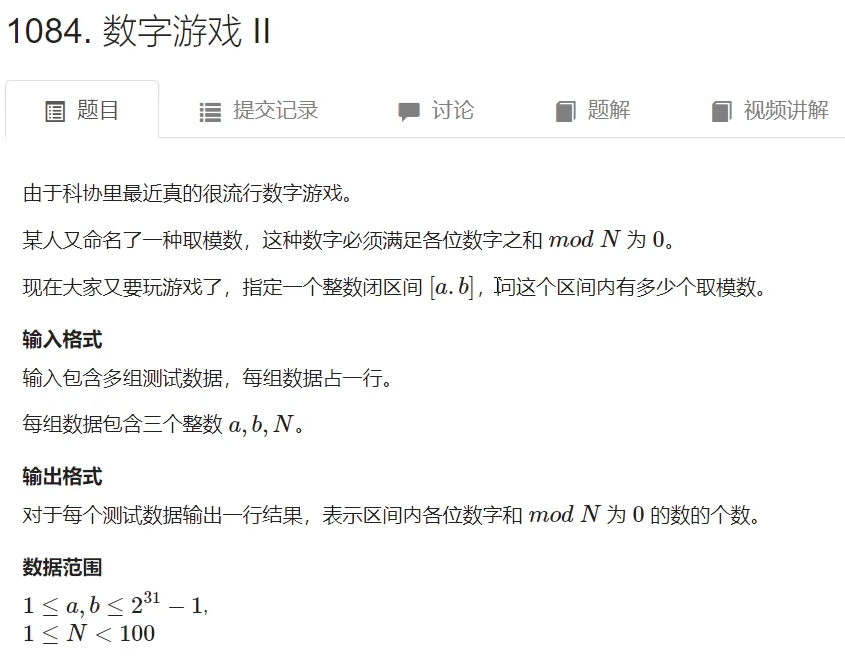 1084. 数字游戏 II
题目 提交记录 讨论 题解 视频讲解
由于科协里最近真的很流行数字游戏。
某人又命名了一种取模数，这种数字必须满足各位数字之和 mod N 为 0。
现在大家又要玩游戏了，指定一个整数闭区间 [a.b]，问这个区间内有多少个取模数。
输入格式
输入包含多组测试数据，每组数据占一行。
每组数据包含三个整数 a, b, N。
输出格式
对于每个测试数据输出一行结果，表示区间内各位数字和 mod N 为 0 的数的个数。
数据范围
1 ≤ a, b ≤ 2³¹ − 1,
1 ≤ N < 100